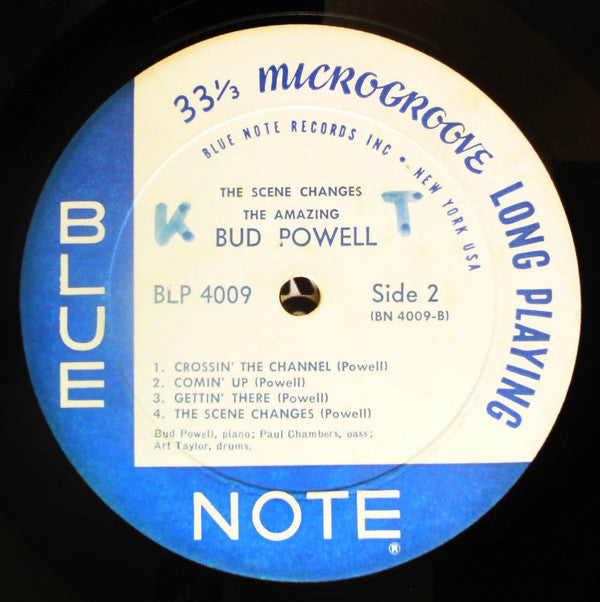 33⅓ MICROGROOVE LONG PLAYING
BLUE NOTE RECORDS INC • NEW YORK USA
THE SCENE CHANGES
THE AMAZING
K T
BUD POWELL
BLP 4009 Side 2
(BN 4009-B)
1. CROSSIN' THE CHANNEL (Powell)
2. COMIN' UP (Powell)
3. GETTIN' THERE (Powell)
4. THE SCENE CHANGES (Powell)
Bud Powell, piano; Paul Chambers, bass;
Art Taylor, drums.
BLUE
NOTE®